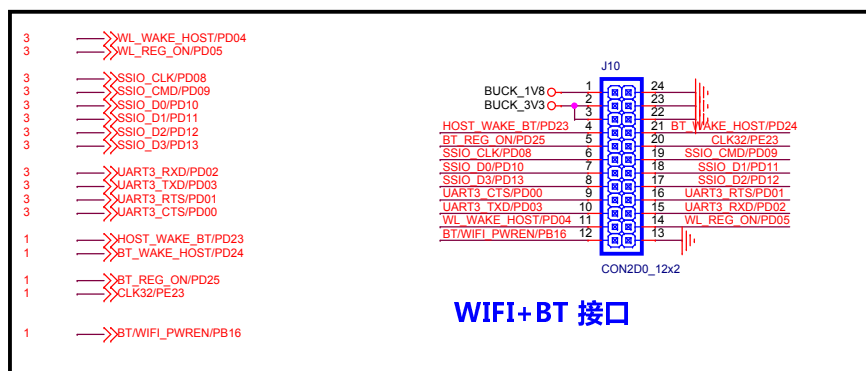 3 WL_WAKE_HOST/PD04
3 WL_REG_ON/PD05
3 SSIO_CLK/PD08
3 SSIO_CMD/PD09
3 SSIO_D0/PD10
3 SSIO_D1/PD11
3 SSIO_D2/PD12
3 SSIO_D3/PD13
3 UART3_RXD/PD02
3 UART3_TXD/PD03
3 UART3_RTS/PD01
3 UART3_CTS/PD00
1 HOST_WAKE_BT/PD23
1 BT_WAKE_HOST/PD24
1 BT_REG_ON/PD25
1 CLK32/PE23
1 BT/WIFI_PWREN/PB16
J10
BUCK_1V8 1 24
BUCK_3V3 2 23
3 22
HOST_WAKE_BT/PD23 4 21 BT_WAKE_HOST/PD24
BT_REG_ON/PD25 5 20 CLK32/PE23
SSIO_CLK/PD08 6 19 SSIO_CMD/PD09
SSIO_D0/PD10 7 18 SSIO_D1/PD11
SSIO_D3/PD13 8 17 SSIO_D2/PD12
UART3_CTS/PD00 9 16 UART3_RTS/PD01
UART3_TXD/PD03 10 15 UART3_RXD/PD02
WL_WAKE_HOST/PD04 11 14 WL_REG_ON/PD05
BT/WIFI_PWREN/PB16 12 13
CON2D0_12x2
WIFI+BT 接口